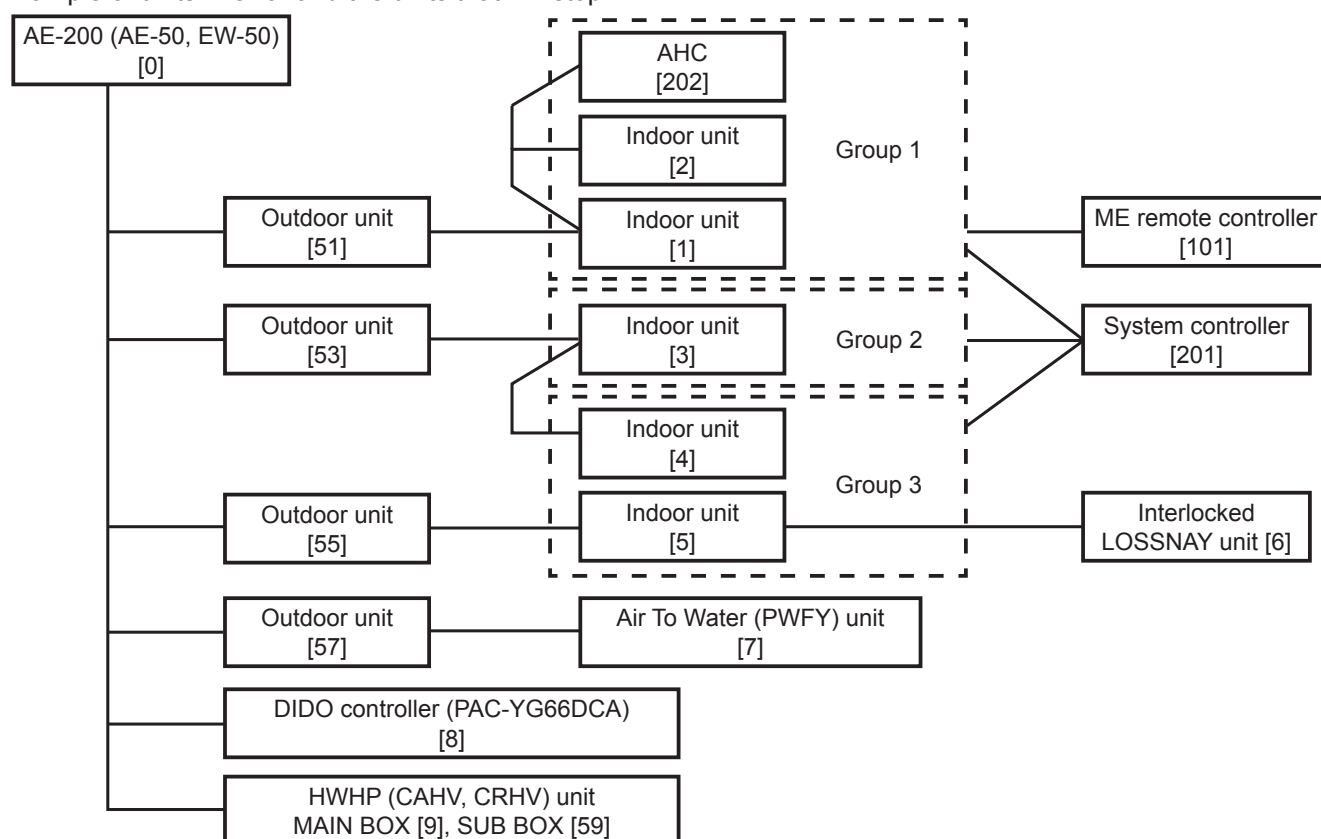 AE-200 (AE-50, EW-50)
[0]
AHC
[202]
Indoor unit
[2]
Group 1
Outdoor unit
[51]
Indoor unit
[1]
ME remote controller
[101]
Outdoor unit
[53]
Indoor unit
[3]
Group 2
System controller
[201]
Indoor unit
[4]
Group 3
Outdoor unit
[55]
Indoor unit
[5]
Interlocked
LOSSNAY unit [6]
Outdoor unit
[57]
Air To Water (PWFY) unit
[7]
DIDO controller (PAC-YG66DCA)
[8]
HWHP (CAHV, CRHV) unit
MAIN BOX [9], SUB BOX [59]